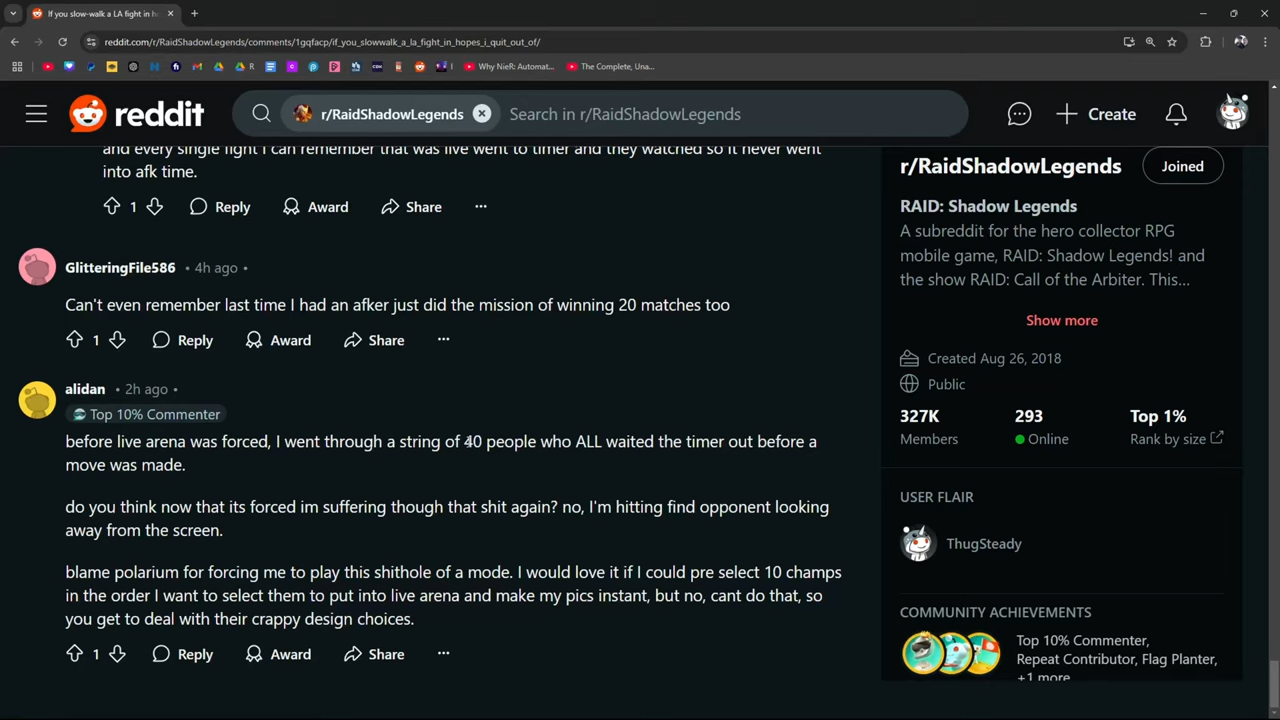 If you slow-walk a LA fight in h
reddit.com/r/RaidShadowLegends/comments/1gqfacp/if_you_slowwalk_a_la_fight_in_hopes_i_quit_out_of/
Why NieR: Automat...
The Complete, Una...
reddit
r/RaidShadowLegends
Search in r/RaidShadowLegends
Create
and every single fight I can remember that was live went to timer and they watched so it never went
into afk time.
1 Reply Award Share ...
GlitteringFile586 • 4h ago •
Can't even remember last time I had an afker just did the mission of winning 20 matches too
1 Reply Award Share ...
alidan • 2h ago •
Top 10% Commenter
before live arena was forced, I went through a string of 40 people who ALL waited the timer out before a
move was made.
do you think now that its forced im suffering though that shit again? no, I'm hitting find opponent looking
away from the screen.
blame polarium for forcing me to play this shithole of a mode. I would love it if I could pre select 10 champs
in the order I want to select them to put into live arena and make my pics instant, but no, cant do that, so
you get to deal with their crappy design choices.
1 Reply Award Share ...
r/RaidShadowLegends
Joined
RAID: Shadow Legends
A subreddit for the hero collector RPG
mobile game, RAID: Shadow Legends! and
the show RAID: Call of the Arbiter. This...
Show more
Created Aug 26, 2018
Public
327K 293 Top 1%
Members Online Rank by size
USER FLAIR
ThugSteady
COMMUNITY ACHIEVEMENTS
Top 10% Commenter,
Repeat Contributor, Flag Planter,
+1 more